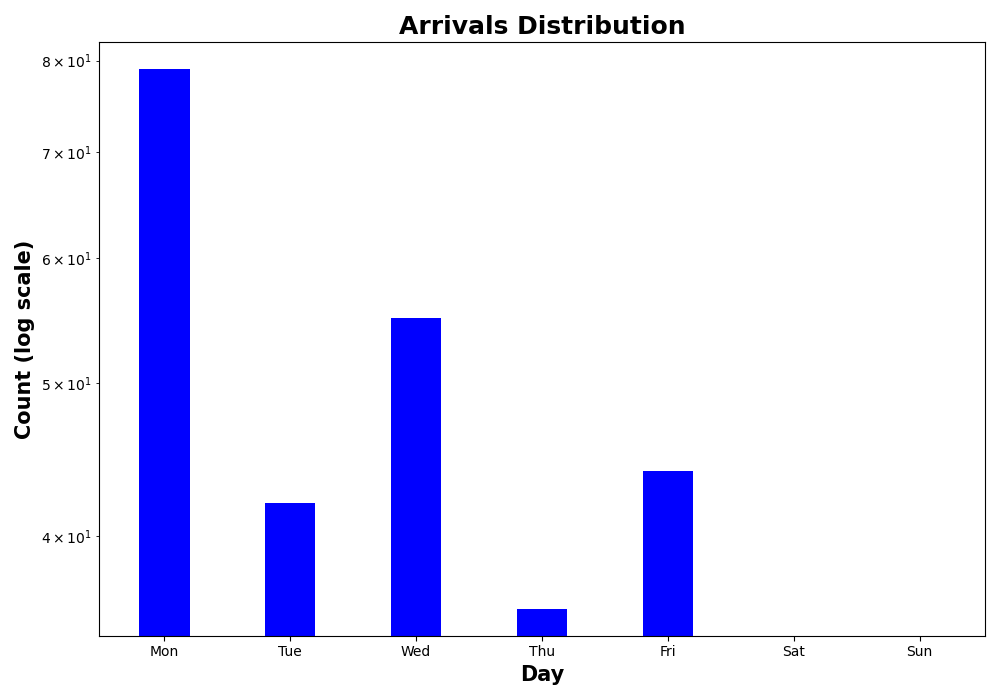 Arrivals Distribution
Count (log scale)
8 × 10¹
7 × 10¹
6 × 10¹
5 × 10¹
4 × 10¹
Mon Tue Wed Thu Fri Sat Sun
Day